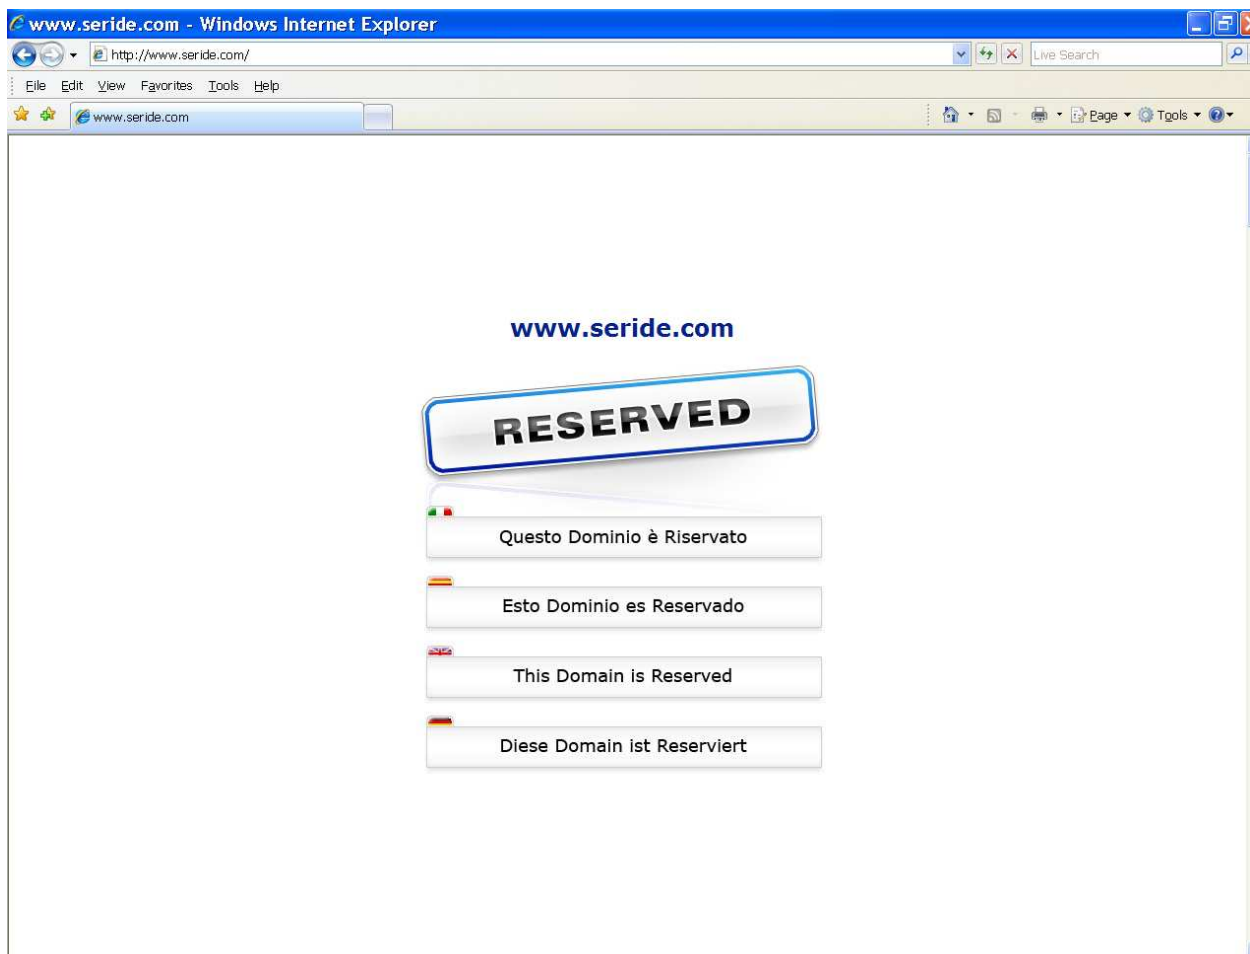 www.seride.com - Windows Internet Explorer
http://www.seride.com/
Live Search
File Edit View Favorites Tools Help
www.seride.com
Page Tools
www.seride.com
RESERVED
Questo Dominio è Riservato
Esto Dominio es Reservado
This Domain is Reserved
Diese Domain ist Reserviert